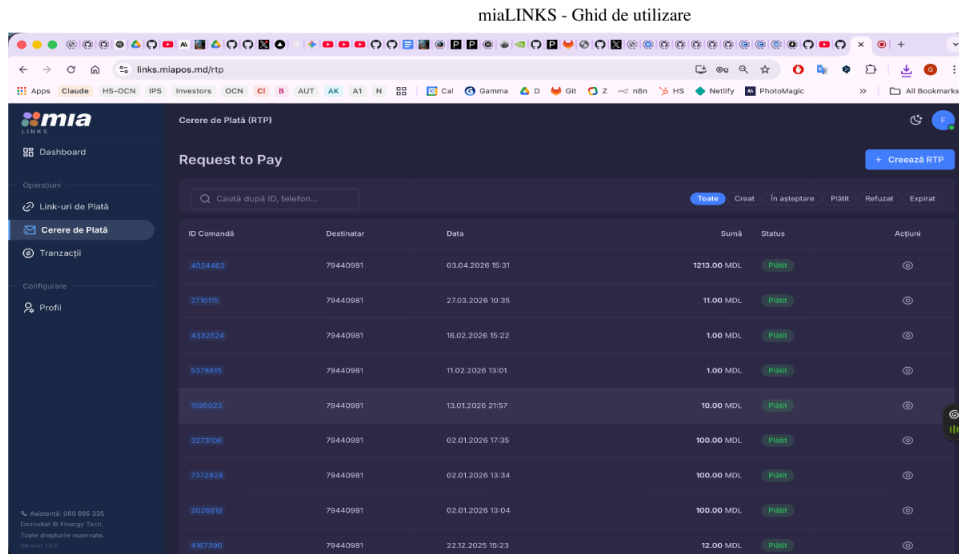 miaLINKS - Ghid de utilizare
links.miapos.md/rtp
Apps Claude HS-OCN IPS Investors OCN CI B AUT AK A1 N Cal Gamma D Git Z n8n HS Netlify PhotoMagic >> All Bookmarks
mia
LINKS
Cerere de Plată (RTP)
F
Dashboard
Request to Pay
+ Creează RTP
Operațiuni
Link-uri de Plată
Cerere de Plată
Tranzacții
Configurare
Profil
Caută după ID, telefon...
Toate Creat În așteptare Plătit Refuzat Expirat
ID Comandă Destinatar Data Sumă Status Acțiuni
4024462 79440981 03.04.2026 15:31 1213.00 MDL Plătit
2710115 79440981 27.03.2026 10:35 11.00 MDL Plătit
4332624 79440981 16.02.2026 15:22 1.00 MDL Plătit
5378815 79440981 11.02.2026 13:01 1.00 MDL Plătit
1595023 79440981 13.01.2026 21:57 10.00 MDL Plătit
3273106 79440981 02.01.2026 17:35 100.00 MDL Plătit
7372828 79440981 02.01.2026 13:34 100.00 MDL Plătit
2026918 79440981 02.01.2026 13:04 100.00 MDL Plătit
4167396 79440981 22.12.2025 15:23 12.00 MDL Plătit
Asistență: 060 665 335
Dezvoltat © Finergy Tech.
Toate drepturile rezervate.
Version 1.0.0